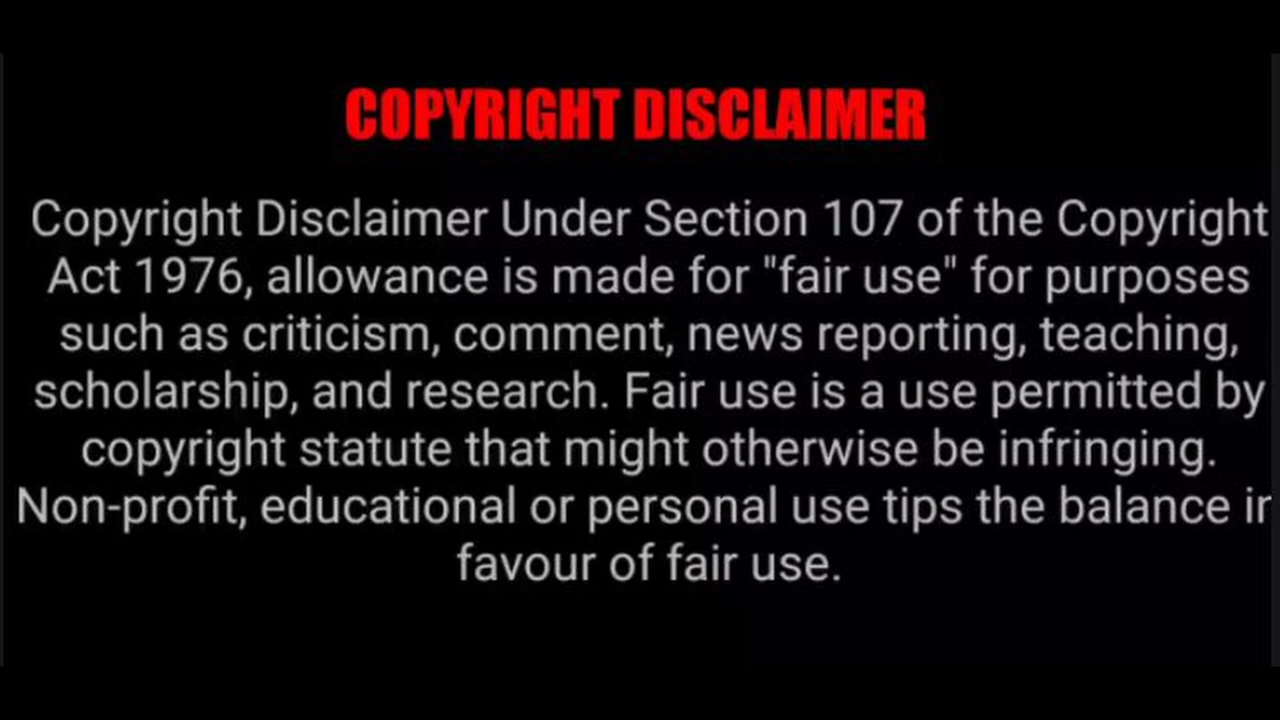 COPYRIGHT DISCLAIMER
Copyright Disclaimer Under Section 107 of the Copyright
Act 1976, allowance is made for "fair use" for purposes
such as criticism, comment, news reporting, teaching,
scholarship, and research. Fair use is a use permitted by
copyright statute that might otherwise be infringing.
Non-profit, educational or personal use tips the balance in
favour of fair use.